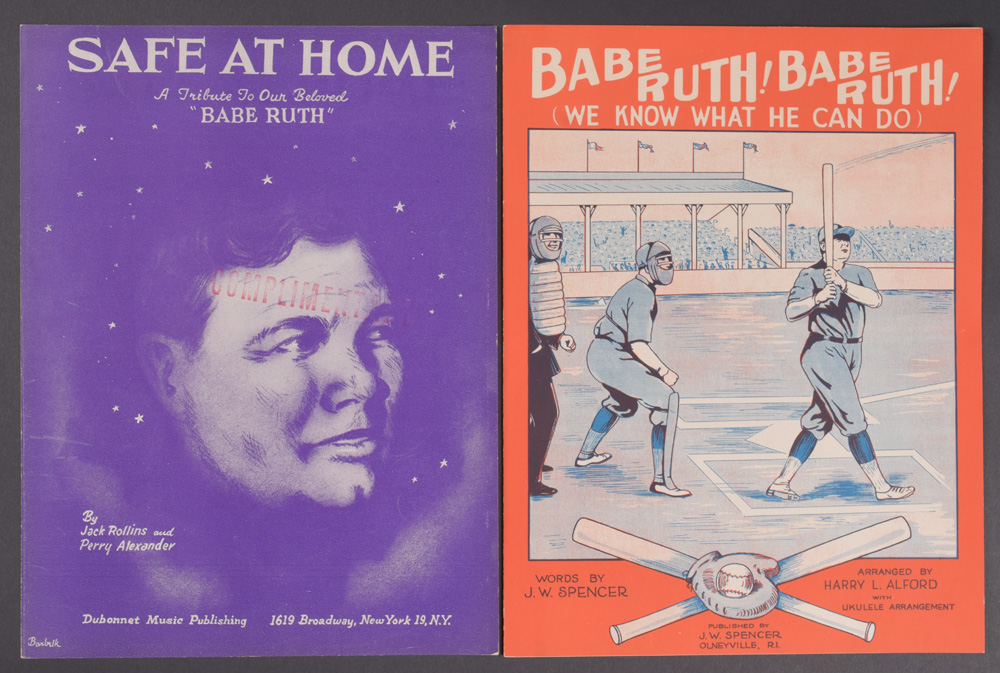 SAFE AT HOME
A Tribute To Our Beloved
"BABE RUTH"
COMPLIMENT
By
Jack Rollins and
Perry Alexander
Dubonnet Music Publishing 1619 Broadway, New York 19, N.Y.
BABE RUTH! BABE RUTH!
(WE KNOW WHAT HE CAN DO)
WORDS BY
J. W. SPENCER
ARRANGED BY
HARRY L. ALFORD
WITH
UKULELE ARRANGEMENT
PUBLISHED BY
J. W. SPENCER
OLNEYVILLE, R.I.